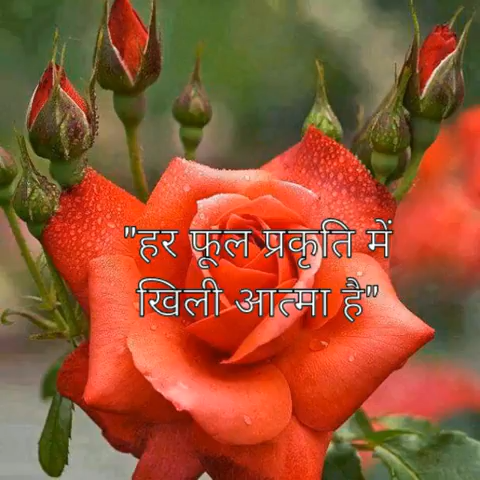 "हर फूल प्रकृति में
खिली आत्मा है"